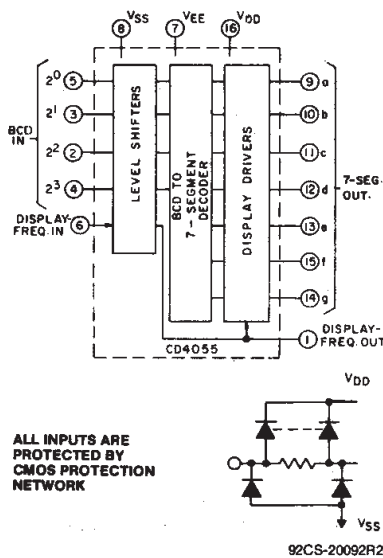 VSS VEE VDD
8 7 16
2⁰ 5
2¹ 3
2² 2
2³ 4
BCD
IN
DISPLAY-
FREQ. IN 6
LEVEL SHIFTERS
BCD TO
7-SEGMENT
DECODER
DISPLAY DRIVERS
9 a
10 b
11 c
12 d
13 e
15 f
14 g
7-SEG.
OUT.
1 DISPLAY-
FREQ. OUT
CD4055
ALL INPUTS ARE
PROTECTED BY
CMOS PROTECTION
NETWORK
VDD
VSS
92CS-20092R2